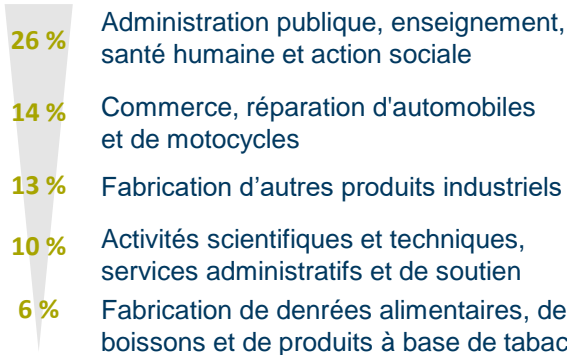 26 % Administration publique, enseignement,
santé humaine et action sociale
14 % Commerce, réparation d'automobiles
et de motocycles
13 % Fabrication d’autres produits industriels
10 % Activités scientifiques et techniques,
services administratifs et de soutien
6 % Fabrication de denrées alimentaires, de
boissons et de produits à base de tabac